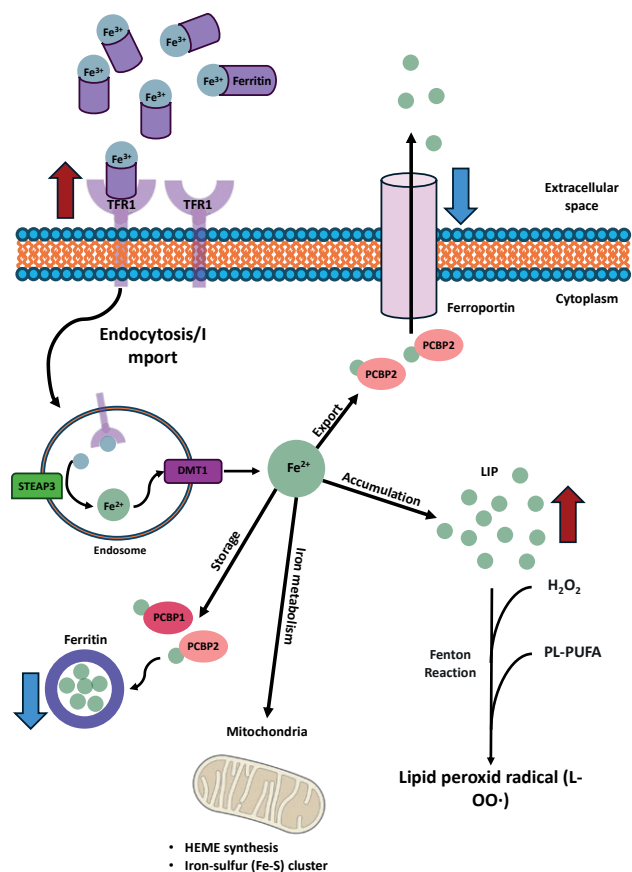 Fe³⁺
Fe³⁺
Fe³⁺
Fe³⁺
Fe³⁺ Ferritin
Fe³⁺
Fe³⁺
TFR1
TFR1
Extracellular
space
Cytoplasm
Ferroportin
Endocytosis/I
mport
PCBP2
PCBP2
Export
STEAP3
DMT1
Fe²⁺
Endosome
Fe²⁺
Accumulation
LIP
Storage
Iron metabolism
H₂O₂
PCBP1
PCBP2
Ferritin
Fenton
Reaction
PL-PUFA
Mitochondria
Lipid peroxid radical (L-
OO·)
• HEME synthesis
• Iron-sulfur (Fe-S) cluster